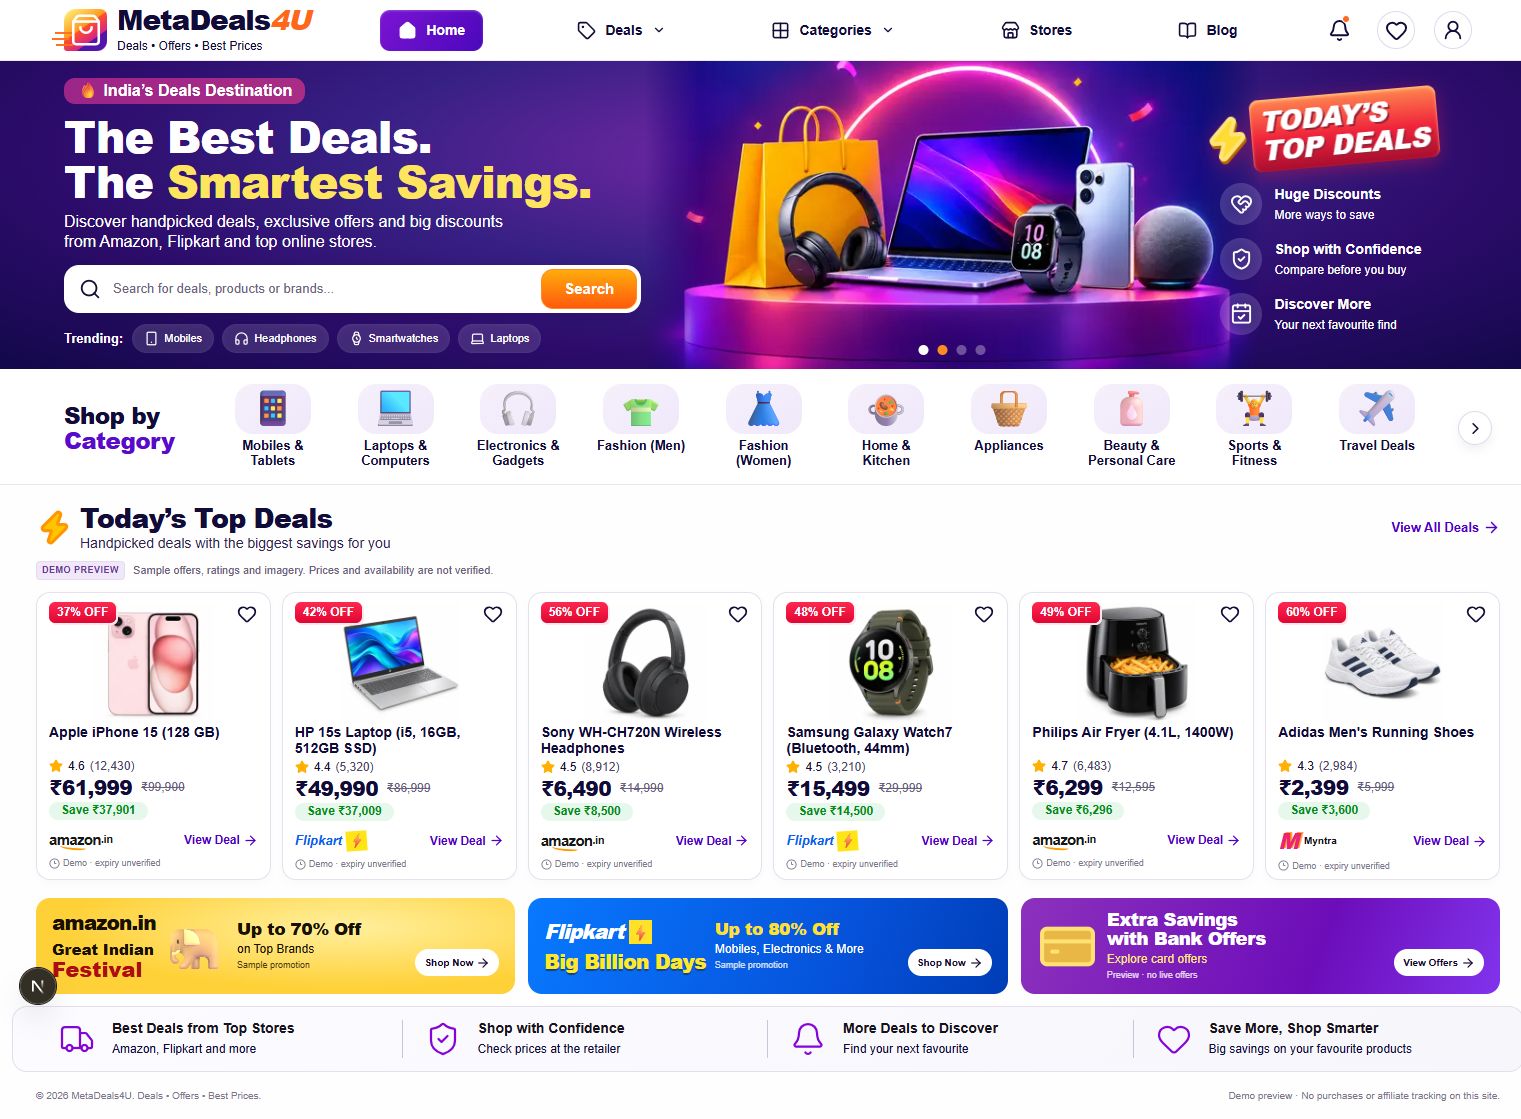 MetaDeals4U
Deals • Offers • Best Prices
Home
Deals
Categories
Stores
Blog
India’s Deals Destination
The Best Deals.
The Smartest Savings.
Discover handpicked deals, exclusive offers and big discounts
from Amazon, Flipkart and top online stores.
Search for deals, products or brands...
Search
Trending:
Mobiles
Headphones
Smartwatches
Laptops
10
08
TODAY’S
TOP DEALS
Huge Discounts
More ways to save
Shop with Confidence
Compare before you buy
Discover More
Your next favourite find
Shop by
Category
Mobiles &
Tablets
Laptops &
Computers
Electronics &
Gadgets
Fashion (Men)
Fashion
(Women)
Home &
Kitchen
Appliances
Beauty &
Personal Care
Sports &
Fitness
Travel Deals
Today’s Top Deals
Handpicked deals with the biggest savings for you
View All Deals
DEMO PREVIEW
Sample offers, ratings and imagery. Prices and availability are not verified.
37% OFF
Apple iPhone 15 (128 GB)
4.6 (12,430)
₹61,999 ₹99,900
Save ₹37,901
amazon.in
View Deal
Demo · expiry unverified
42% OFF
HP 15s Laptop (i5, 16GB,
512GB SSD)
4.4 (5,320)
₹49,990 ₹86,999
Save ₹37,009
Flipkart
View Deal
Demo · expiry unverified
56% OFF
Sony WH-CH720N Wireless
Headphones
4.5 (8,912)
₹6,490 ₹14,990
Save ₹8,500
amazon.in
View Deal
Demo · expiry unverified
48% OFF
10
08
Samsung Galaxy Watch7
(Bluetooth, 44mm)
4.5 (3,210)
₹15,499 ₹29,999
Save ₹14,500
Flipkart
View Deal
Demo · expiry unverified
49% OFF
Philips Air Fryer (4.1L, 1400W)
4.7 (6,483)
₹6,299 ₹12,595
Save ₹6,296
amazon.in
View Deal
Demo · expiry unverified
60% OFF
Adidas Men's Running Shoes
4.3 (2,984)
₹2,399 ₹5,999
Save ₹3,600
Myntra
View Deal
Demo · expiry unverified
amazon.in
Great Indian
Festival
Up to 70% Off
on Top Brands
Sample promotion
Shop Now
Flipkart
Big Billion Days
Up to 80% Off
Mobiles, Electronics & More
Sample promotion
Shop Now
Extra Savings
with Bank Offers
Explore card offers
Preview · no live offers
View Offers
N
Best Deals from Top Stores
Amazon, Flipkart and more
Shop with Confidence
Check prices at the retailer
More Deals to Discover
Find your next favourite
Save More, Shop Smarter
Big savings on your favourite products
© 2026 MetaDeals4U. Deals • Offers • Best Prices.
Demo preview · No purchases or affiliate tracking on this site.